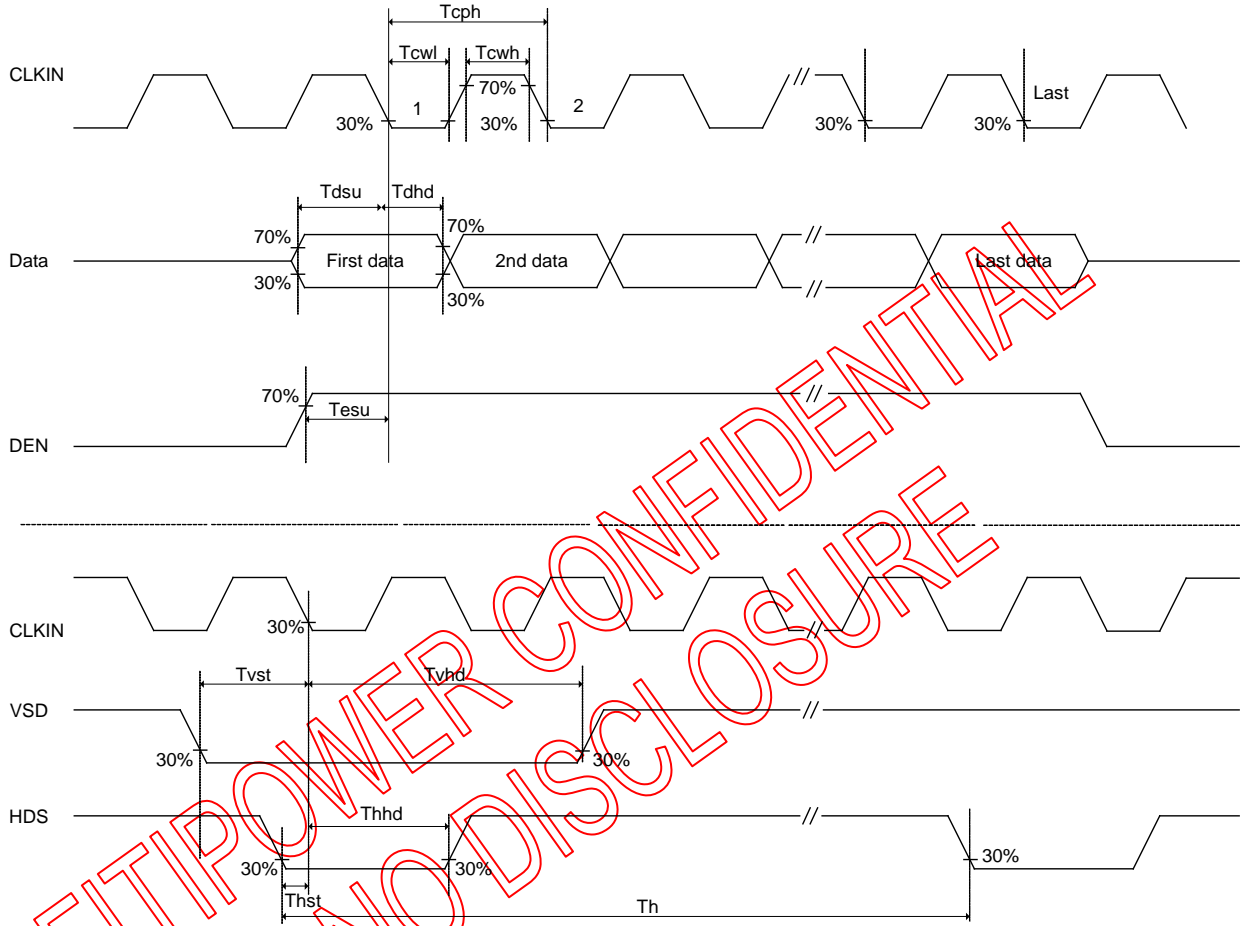 Tcph
Tcwl
Tcwh
CLKIN
70%
1
2
Last
30%
30%
30%
30%
Tdsu
Tdhd
70%
70%
Data
First data
2nd data
Last data
30%
30%
70%
Tesu
DEN
CLKIN
30%
Tvst
Tvhd
VSD
30%
30%
HDS
Thhd
30%
30%
30%
Thst
Th
FEITIPOWER CONFIDENTIAL
NO DISCLOSURE